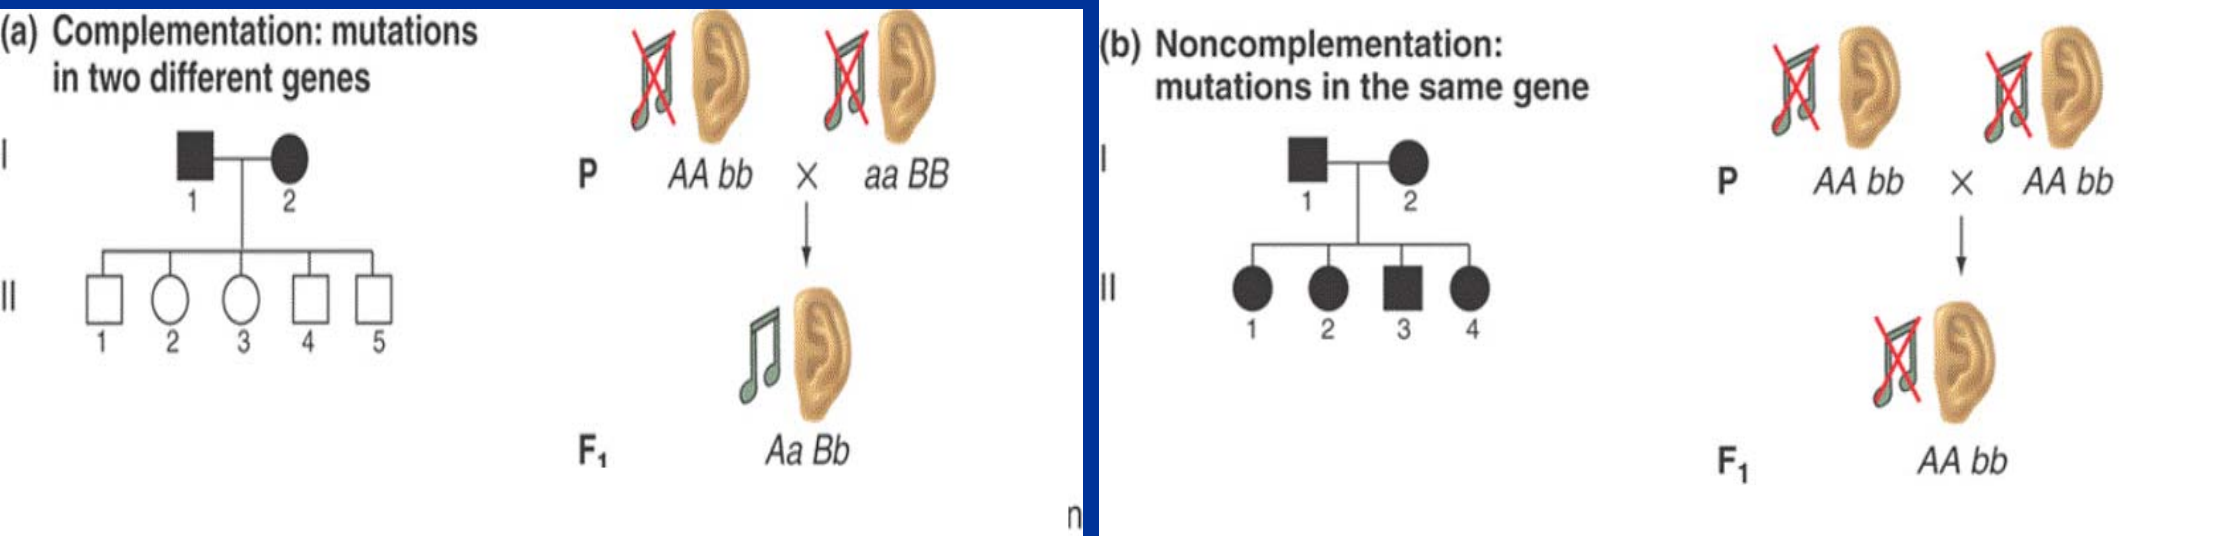 (a) Complementation: mutations
in two different genes
I
1 2
II
1 2 3 4 5
P AA bb × aa BB
F₁ Aa Bb
n
(b) Noncomplementation:
mutations in the same gene
I
1 2
II
1 2 3 4
P AA bb × AA bb
F₁ AA bb